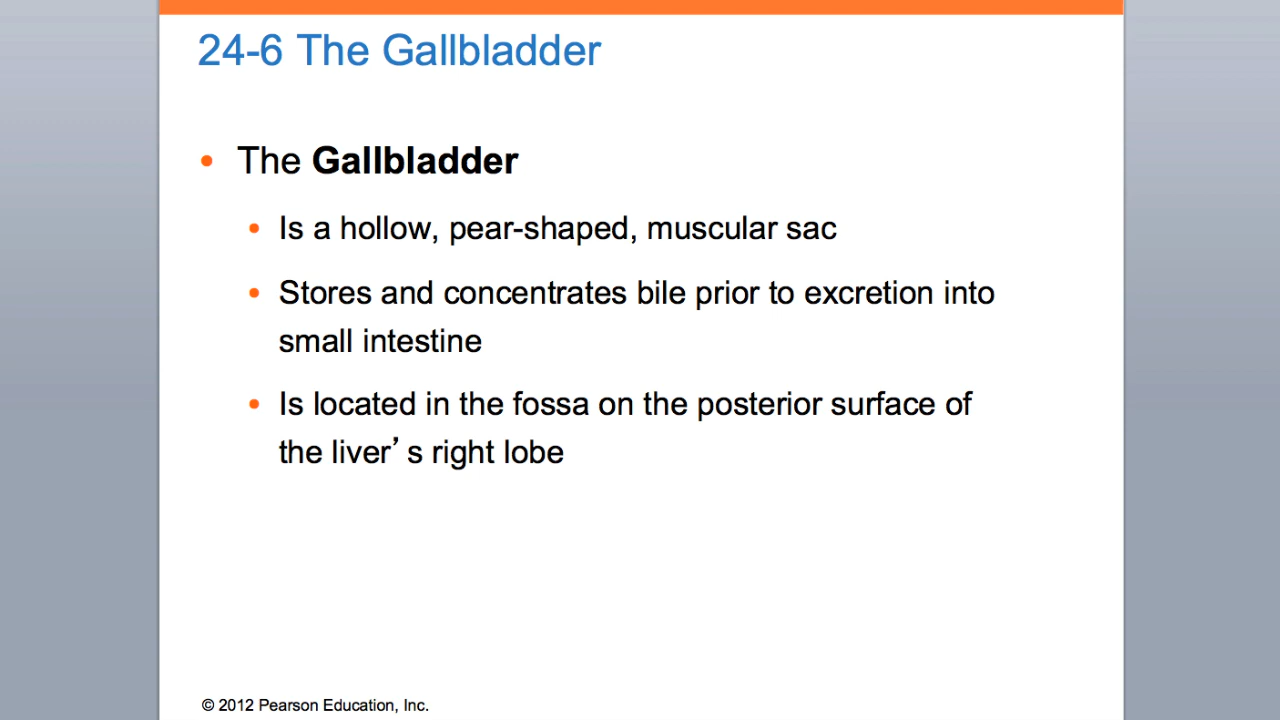 24-6 The Gallbladder
• The Gallbladder
• Is a hollow, pear-shaped, muscular sac
• Stores and concentrates bile prior to excretion into
small intestine
• Is located in the fossa on the posterior surface of
the liver’s right lobe
© 2012 Pearson Education, Inc.